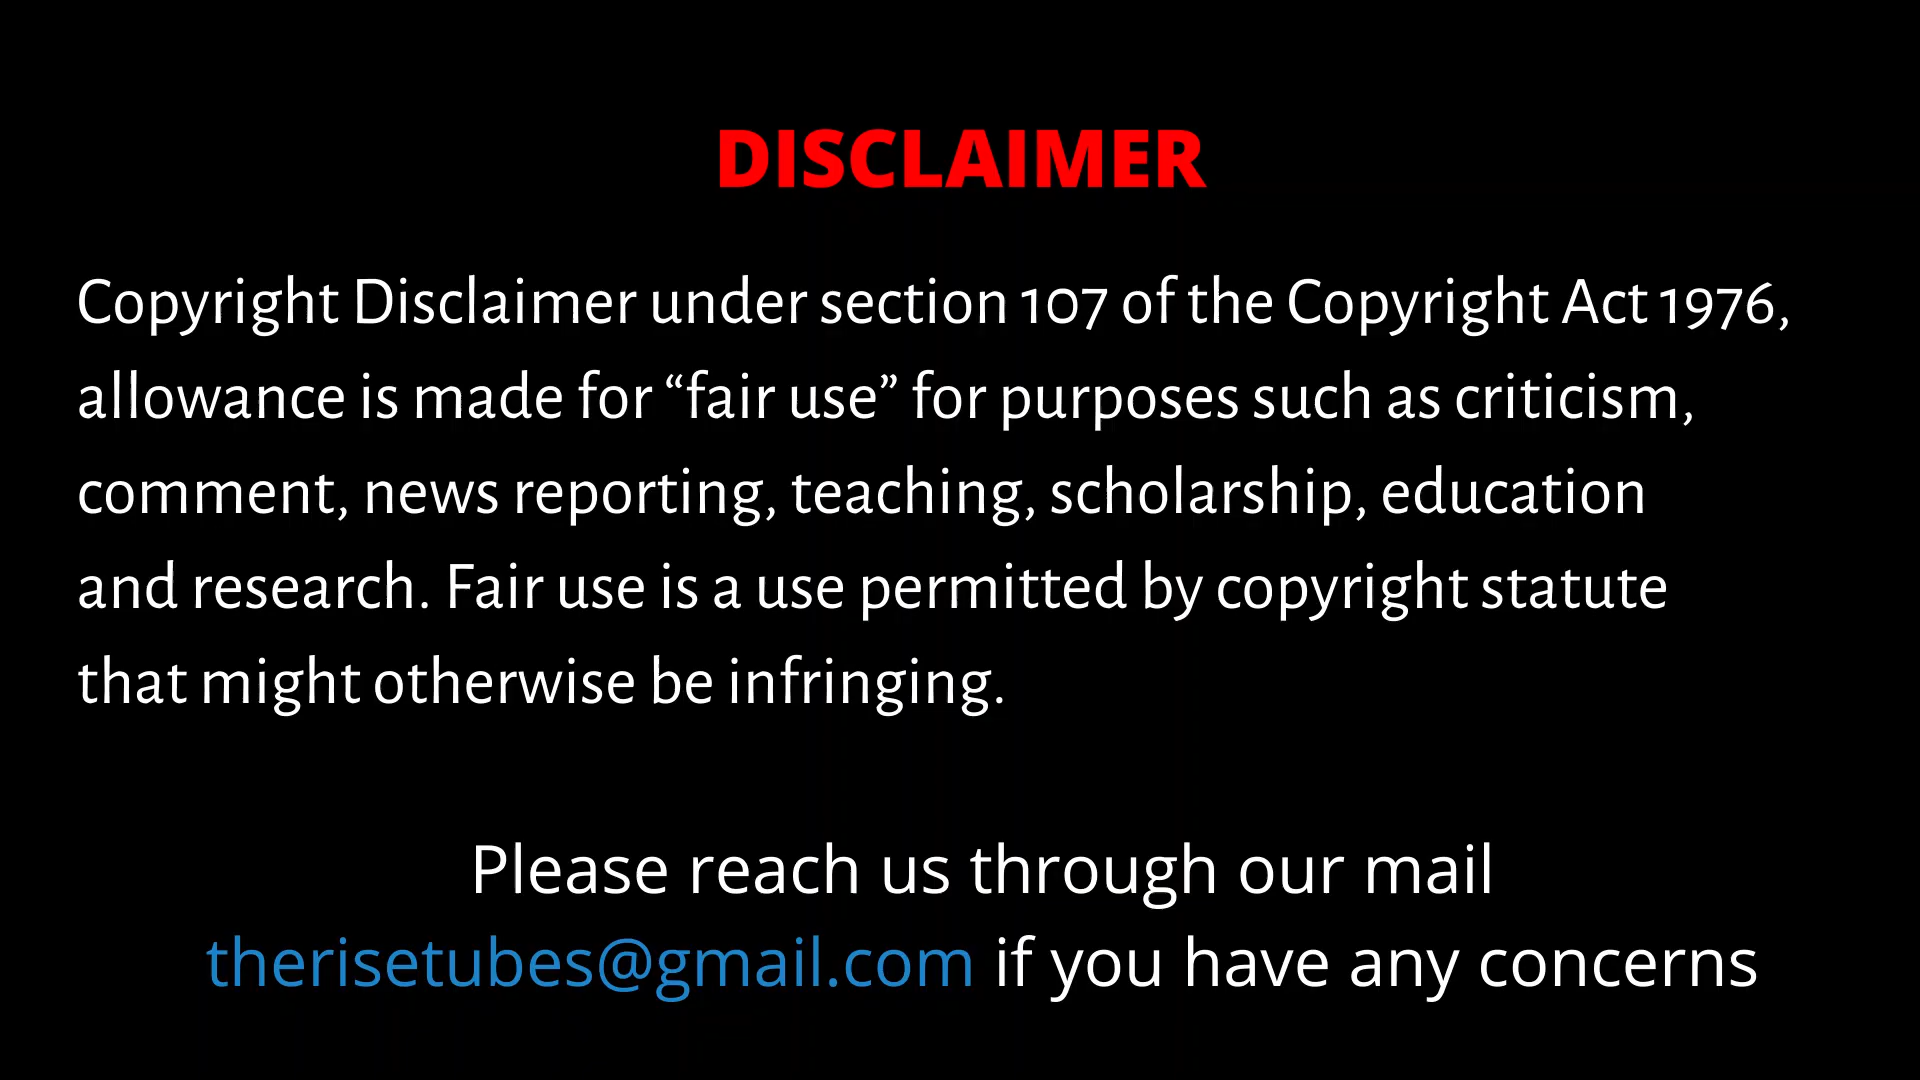 DISCLAIMER
Copyright Disclaimer under section 107 of the Copyright Act 1976,
allowance is made for “fair use” for purposes such as criticism,
comment, news reporting, teaching, scholarship, education
and research. Fair use is a use permitted by copyright statute
that might otherwise be infringing.
Please reach us through our mail
therisetubes@gmail.com if you have any concerns